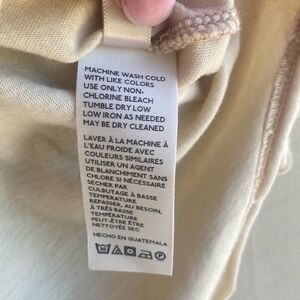 MACHINE WASH COLD
WITH LIKE COLORS
USE ONLY NON-
CHLORINE BLEACH
TUMBLE DRY LOW
LOW IRON AS NEEDED
MAY BE DRY CLEANED
LAVER À LA MACHINE À
L'EAU FROIDE AVEC
COULEURS SIMILAIRES
UTILISER UN AGENT
DE BLANCHIMENT SANS
CHLORE SI NÉCESSAIRE
SECHER PAR
CULBUTAGE À BASSE
TEMPÉRATURE
REPASSER, AU BESOIN,
À TRÈS BASSE
TEMPÉRATURE
PEUT-ÊTRE ÊTRE
NETTOYÉE SEC
HECHO EN GUATEMALA